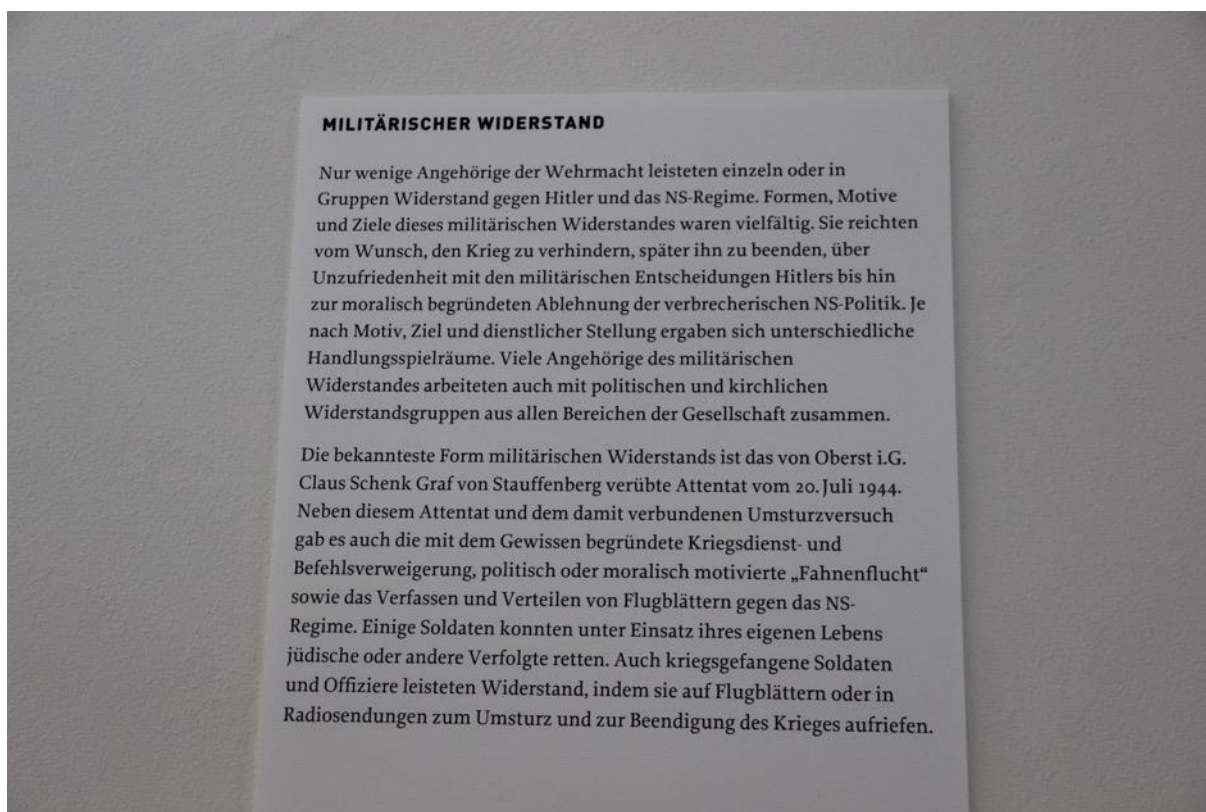 MILITÄRISCHER WIDERSTAND
Nur wenige Angehörige der Wehrmacht leisteten einzeln oder in
Gruppen Widerstand gegen Hitler und das NS-Regime. Formen, Motive
und Ziele dieses militärischen Widerstandes waren vielfältig. Sie reichten
vom Wunsch, den Krieg zu verhindern, später ihn zu beenden, über
Unzufriedenheit mit den militärischen Entscheidungen Hitlers bis hin
zur moralisch begründeten Ablehnung der verbrecherischen NS-Politik. Je
nach Motiv, Ziel und dienstlicher Stellung ergaben sich unterschiedliche
Handlungsspielräume. Viele Angehörige des militärischen
Widerstandes arbeiteten auch mit politischen und kirchlichen
Widerstandsgruppen aus allen Bereichen der Gesellschaft zusammen.
Die bekannteste Form militärischen Widerstands ist das von Oberst i.G.
Claus Schenk Graf von Stauffenberg verübte Attentat vom 20. Juli 1944.
Neben diesem Attentat und dem damit verbundenen Umsturzversuch
gab es auch die mit dem Gewissen begründete Kriegsdienst- und
Befehlsverweigerung, politisch oder moralisch motivierte „Fahnenflucht“
sowie das Verfassen und Verteilen von Flugblättern gegen das NS-
Regime. Einige Soldaten konnten unter Einsatz ihres eigenen Lebens
jüdische oder andere Verfolgte retten. Auch kriegsgefangene Soldaten
und Offiziere leisteten Widerstand, indem sie auf Flugblättern oder in
Radiosendungen zum Umsturz und zur Beendigung des Krieges aufriefen.